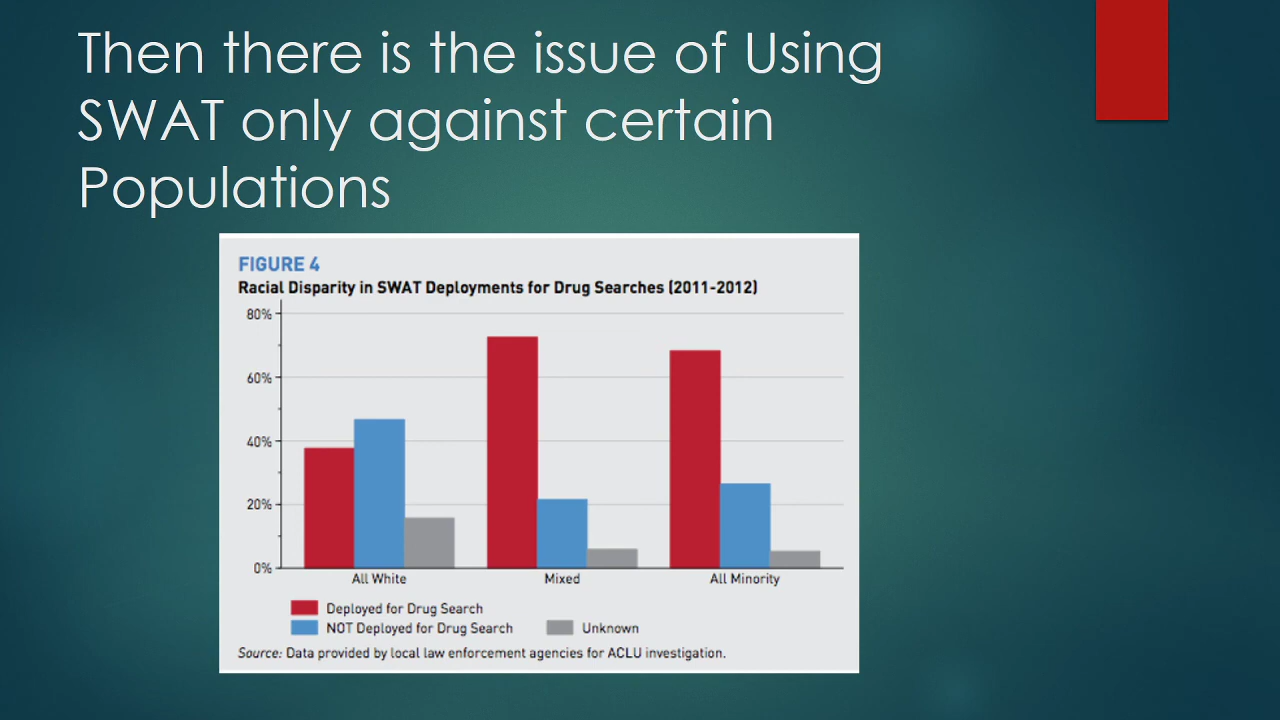 Then there is the issue of Using
SWAT only against certain
Populations
FIGURE 4
Racial Disparity in SWAT Deployments for Drug Searches (2011-2012)
80%
60%
40%
20%
0%
All White
Mixed
All Minority
Deployed for Drug Search
NOT Deployed for Drug Search
Unknown
Source: Data provided by local law enforcement agencies for ACLU investigation.